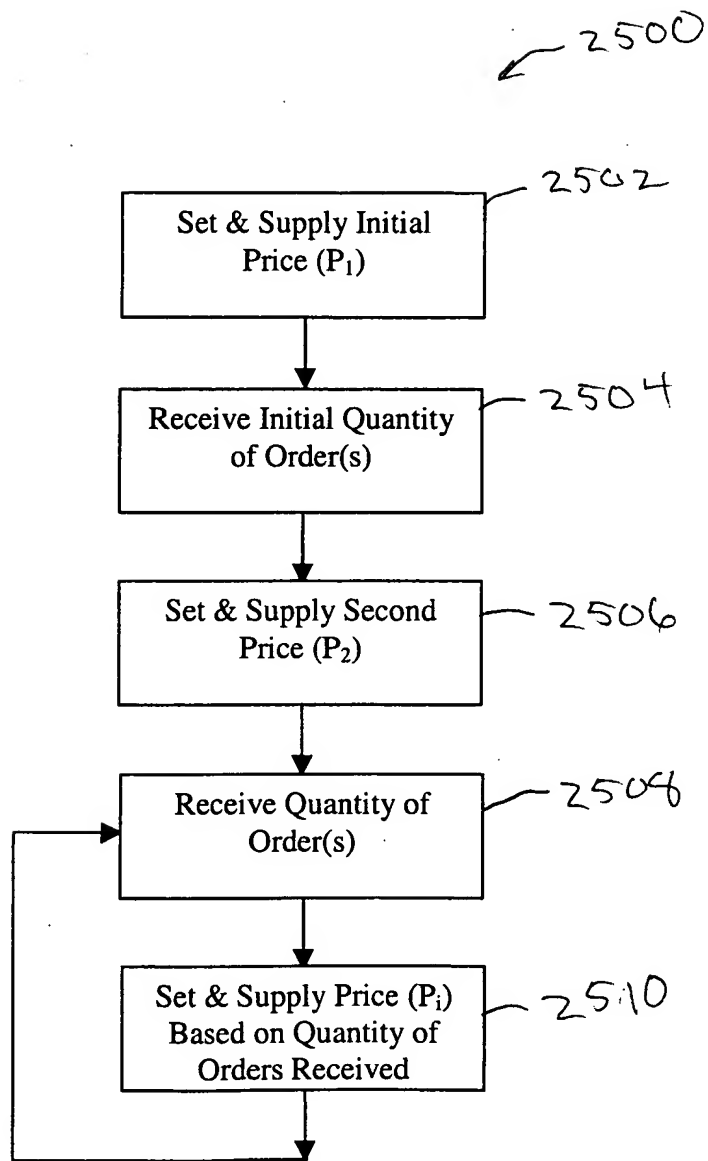 2500
2502
Set & Supply Initial
Price (P₁)
2504
Receive Initial Quantity
of Order(s)
2506
Set & Supply Second
Price (P₂)
2508
Receive Quantity of
Order(s)
2510
Set & Supply Price (Pᵢ)
Based on Quantity of
Orders Received